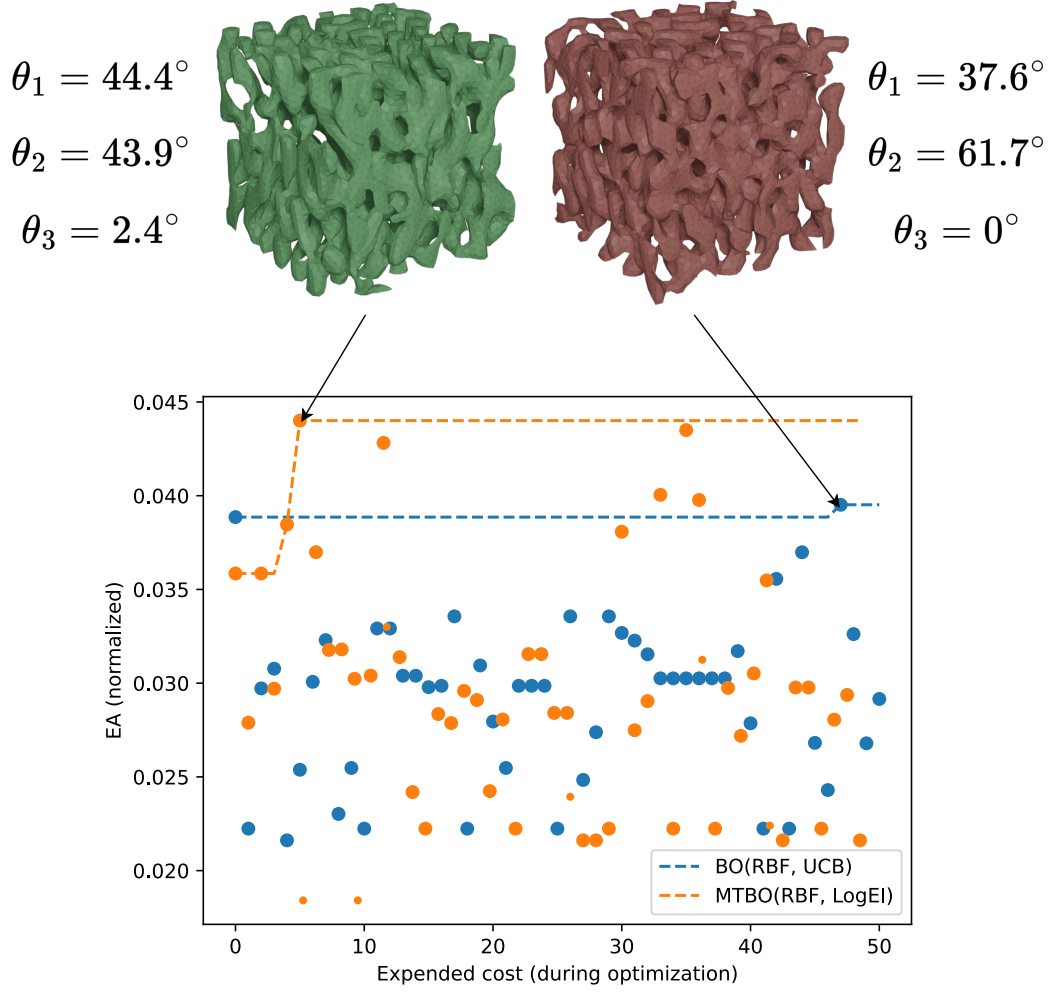 θ₁ = 44.4°
θ₂ = 43.9°
θ₃ = 2.4°
θ₁ = 37.6°
θ₂ = 61.7°
θ₃ = 0°
0.045
0.040
0.035
0.030
0.025
0.020
EA (normalized)
BO(RBF, UCB)
MTBO(RBF, LogEI)
0 10 20 30 40 50
Expended cost (during optimization)